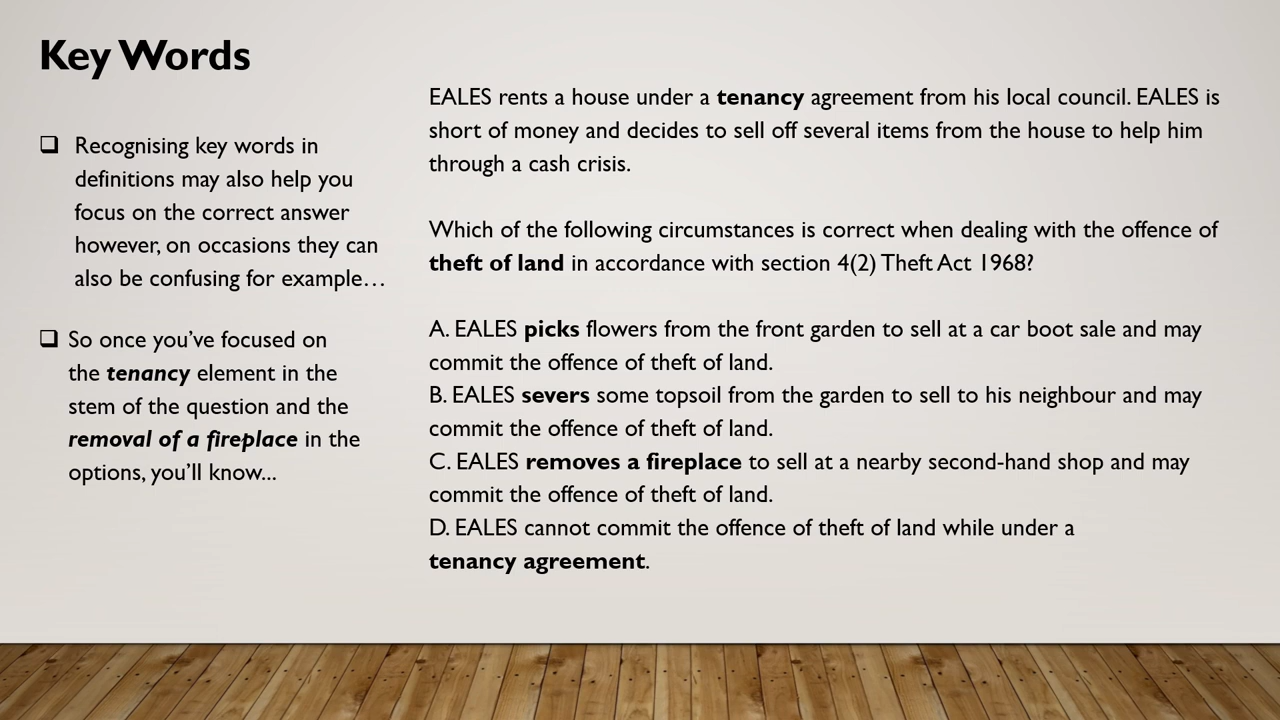 Key Words
❑ Recognising key words in
definitions may also help you
focus on the correct answer
however, on occasions they can
also be confusing for example…
❑ So once you’ve focused on
the tenancy element in the
stem of the question and the
removal of a fireplace in the
options, you’ll know...
EALES rents a house under a tenancy agreement from his local council. EALES is
short of money and decides to sell off several items from the house to help him
through a cash crisis.
Which of the following circumstances is correct when dealing with the offence of
theft of land in accordance with section 4(2) Theft Act 1968?
A. EALES picks flowers from the front garden to sell at a car boot sale and may
commit the offence of theft of land.
B. EALES severs some topsoil from the garden to sell to his neighbour and may
commit the offence of theft of land.
C. EALES removes a fireplace to sell at a nearby second-hand shop and may
commit the offence of theft of land.
D. EALES cannot commit the offence of theft of land while under a
tenancy agreement.